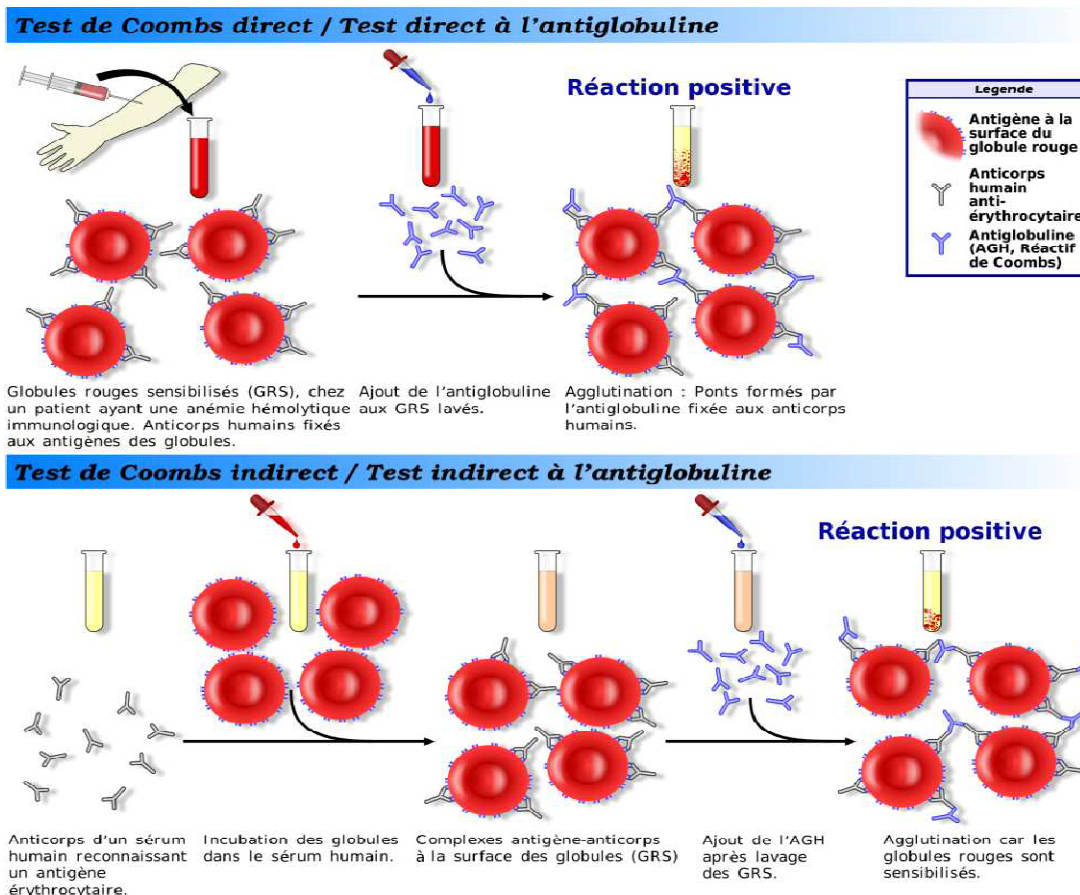 Test de Coombs direct / Test direct à l'antiglobuline
Réaction positive
Légende
Antigène à la
surface du
globule rouge
Anticorps
humain
anti-
érythrocytaire
Antiglobuline
(AGH, Réactif
de Coombs)
Globules rouges sensibilisés (GRS), chez
un patient ayant une anémie hémolytique
immunologique. Anticorps humains fixés
aux antigènes des globules.
Ajout de l'antiglobuline
aux GRS lavés.
Agglutination : Ponts formés par
l'antiglobuline fixée aux anticorps
humains.
Test de Coombs indirect / Test indirect à l'antiglobuline
Réaction positive
Anticorps d'un sérum
humain reconnaissant
un antigène
érythrocytaire.
Incubation des globules
dans le sérum humain.
Complexes antigène-anticorps
à la surface des globules (GRS)
Ajout de l'AGH
après lavage
des GRS.
Agglutination car les
globules rouges sont
sensibilisés.